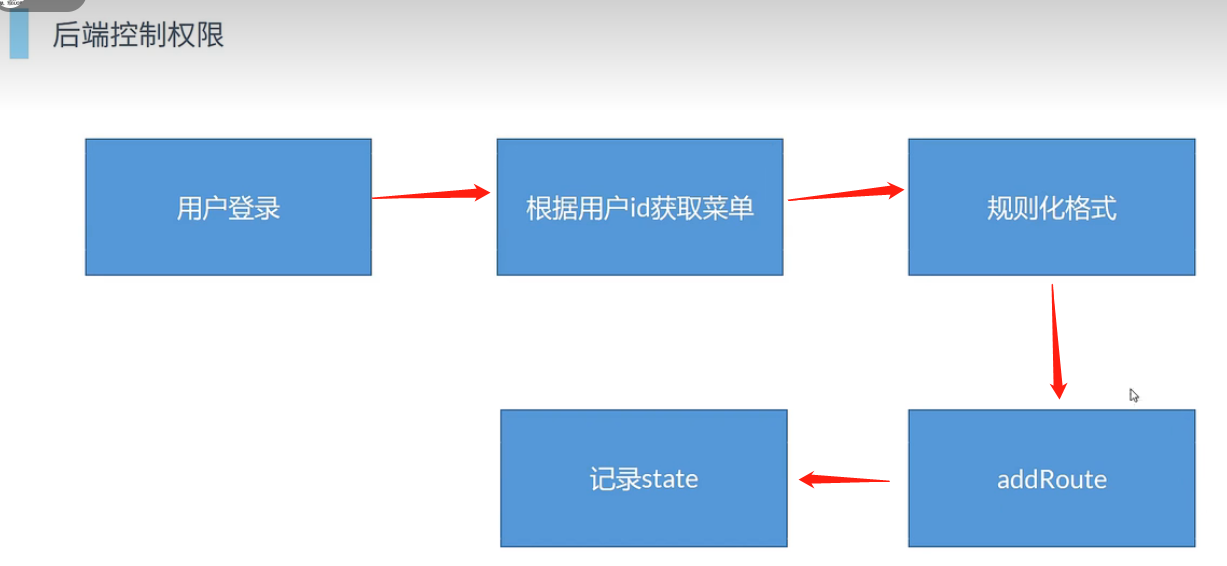 后端控制权限
用户登录
根据用户id获取菜单
规则化格式
记录state
addRoute